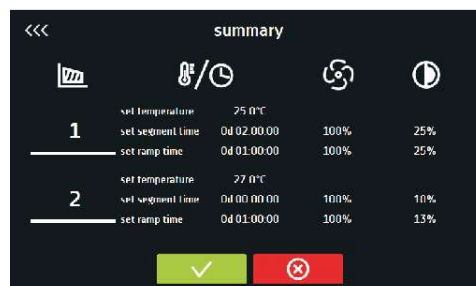 <<< summary
1
set temperature 25.0°C
set segment time 0d 02:00:00 100% 25%
set ramp time 0d 01:00:00 100% 25%
2
set temperature 27.0°C
set segment time 0d 00:00:00 100% 10%
set ramp time 0d 01:00:00 100% 13%